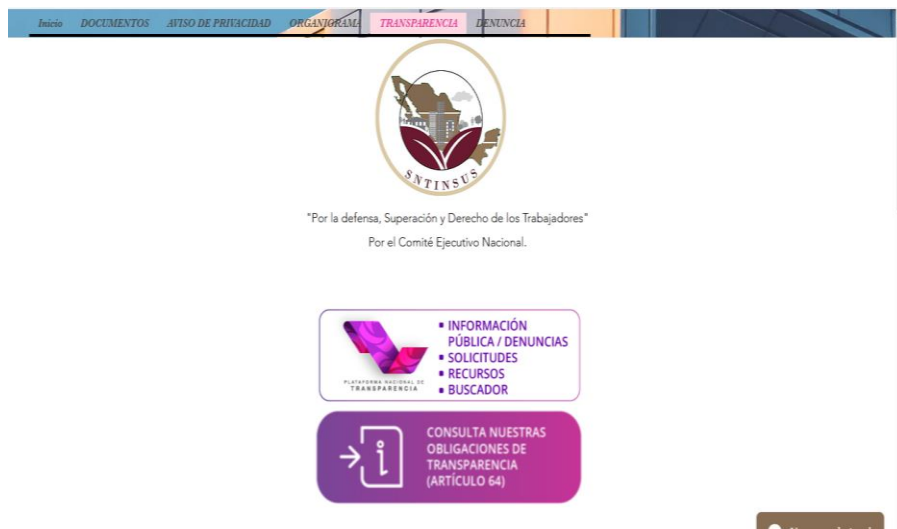 Inicio DOCUMENTOS AVISO DE PRIVACIDAD ORGANIGRAMA TRANSPARENCIA DENUNCIA
SNTINSUS
"Por la defensa, Superación y Derecho de los Trabajadores"
Por el Comité Ejecutivo Nacional.
PLATAFORMA NACIONAL DE
TRANSPARENCIA
▪ INFORMACIÓN
PÚBLICA / DENUNCIAS
▪ SOLICITUDES
▪ RECURSOS
▪ BUSCADOR
CONSULTA NUESTRAS
OBLIGACIONES DE
TRANSPARENCIA
(ARTÍCULO 64)